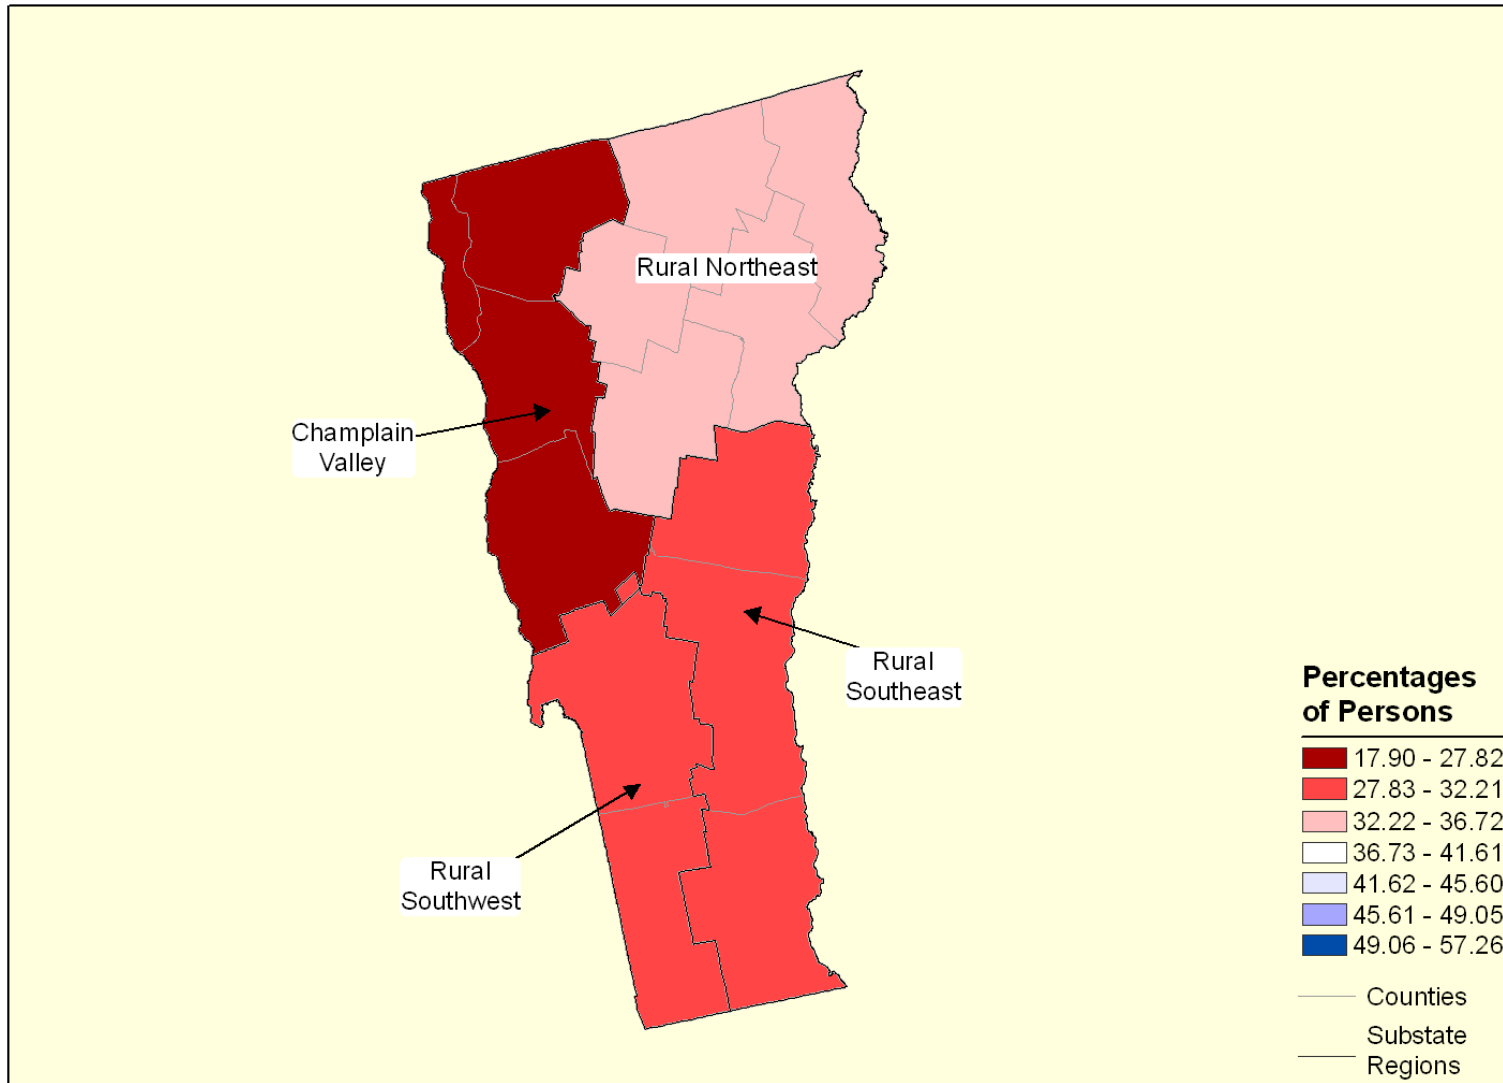 Rural Northeast
Champlain
Valley
Rural
Southeast
Rural
Southwest
Percentages
of Persons
17.90 - 27.82
27.83 - 32.21
32.22 - 36.72
36.73 - 41.61
41.62 - 45.60
45.61 - 49.05
49.06 - 57.26
Counties
Substate
Regions